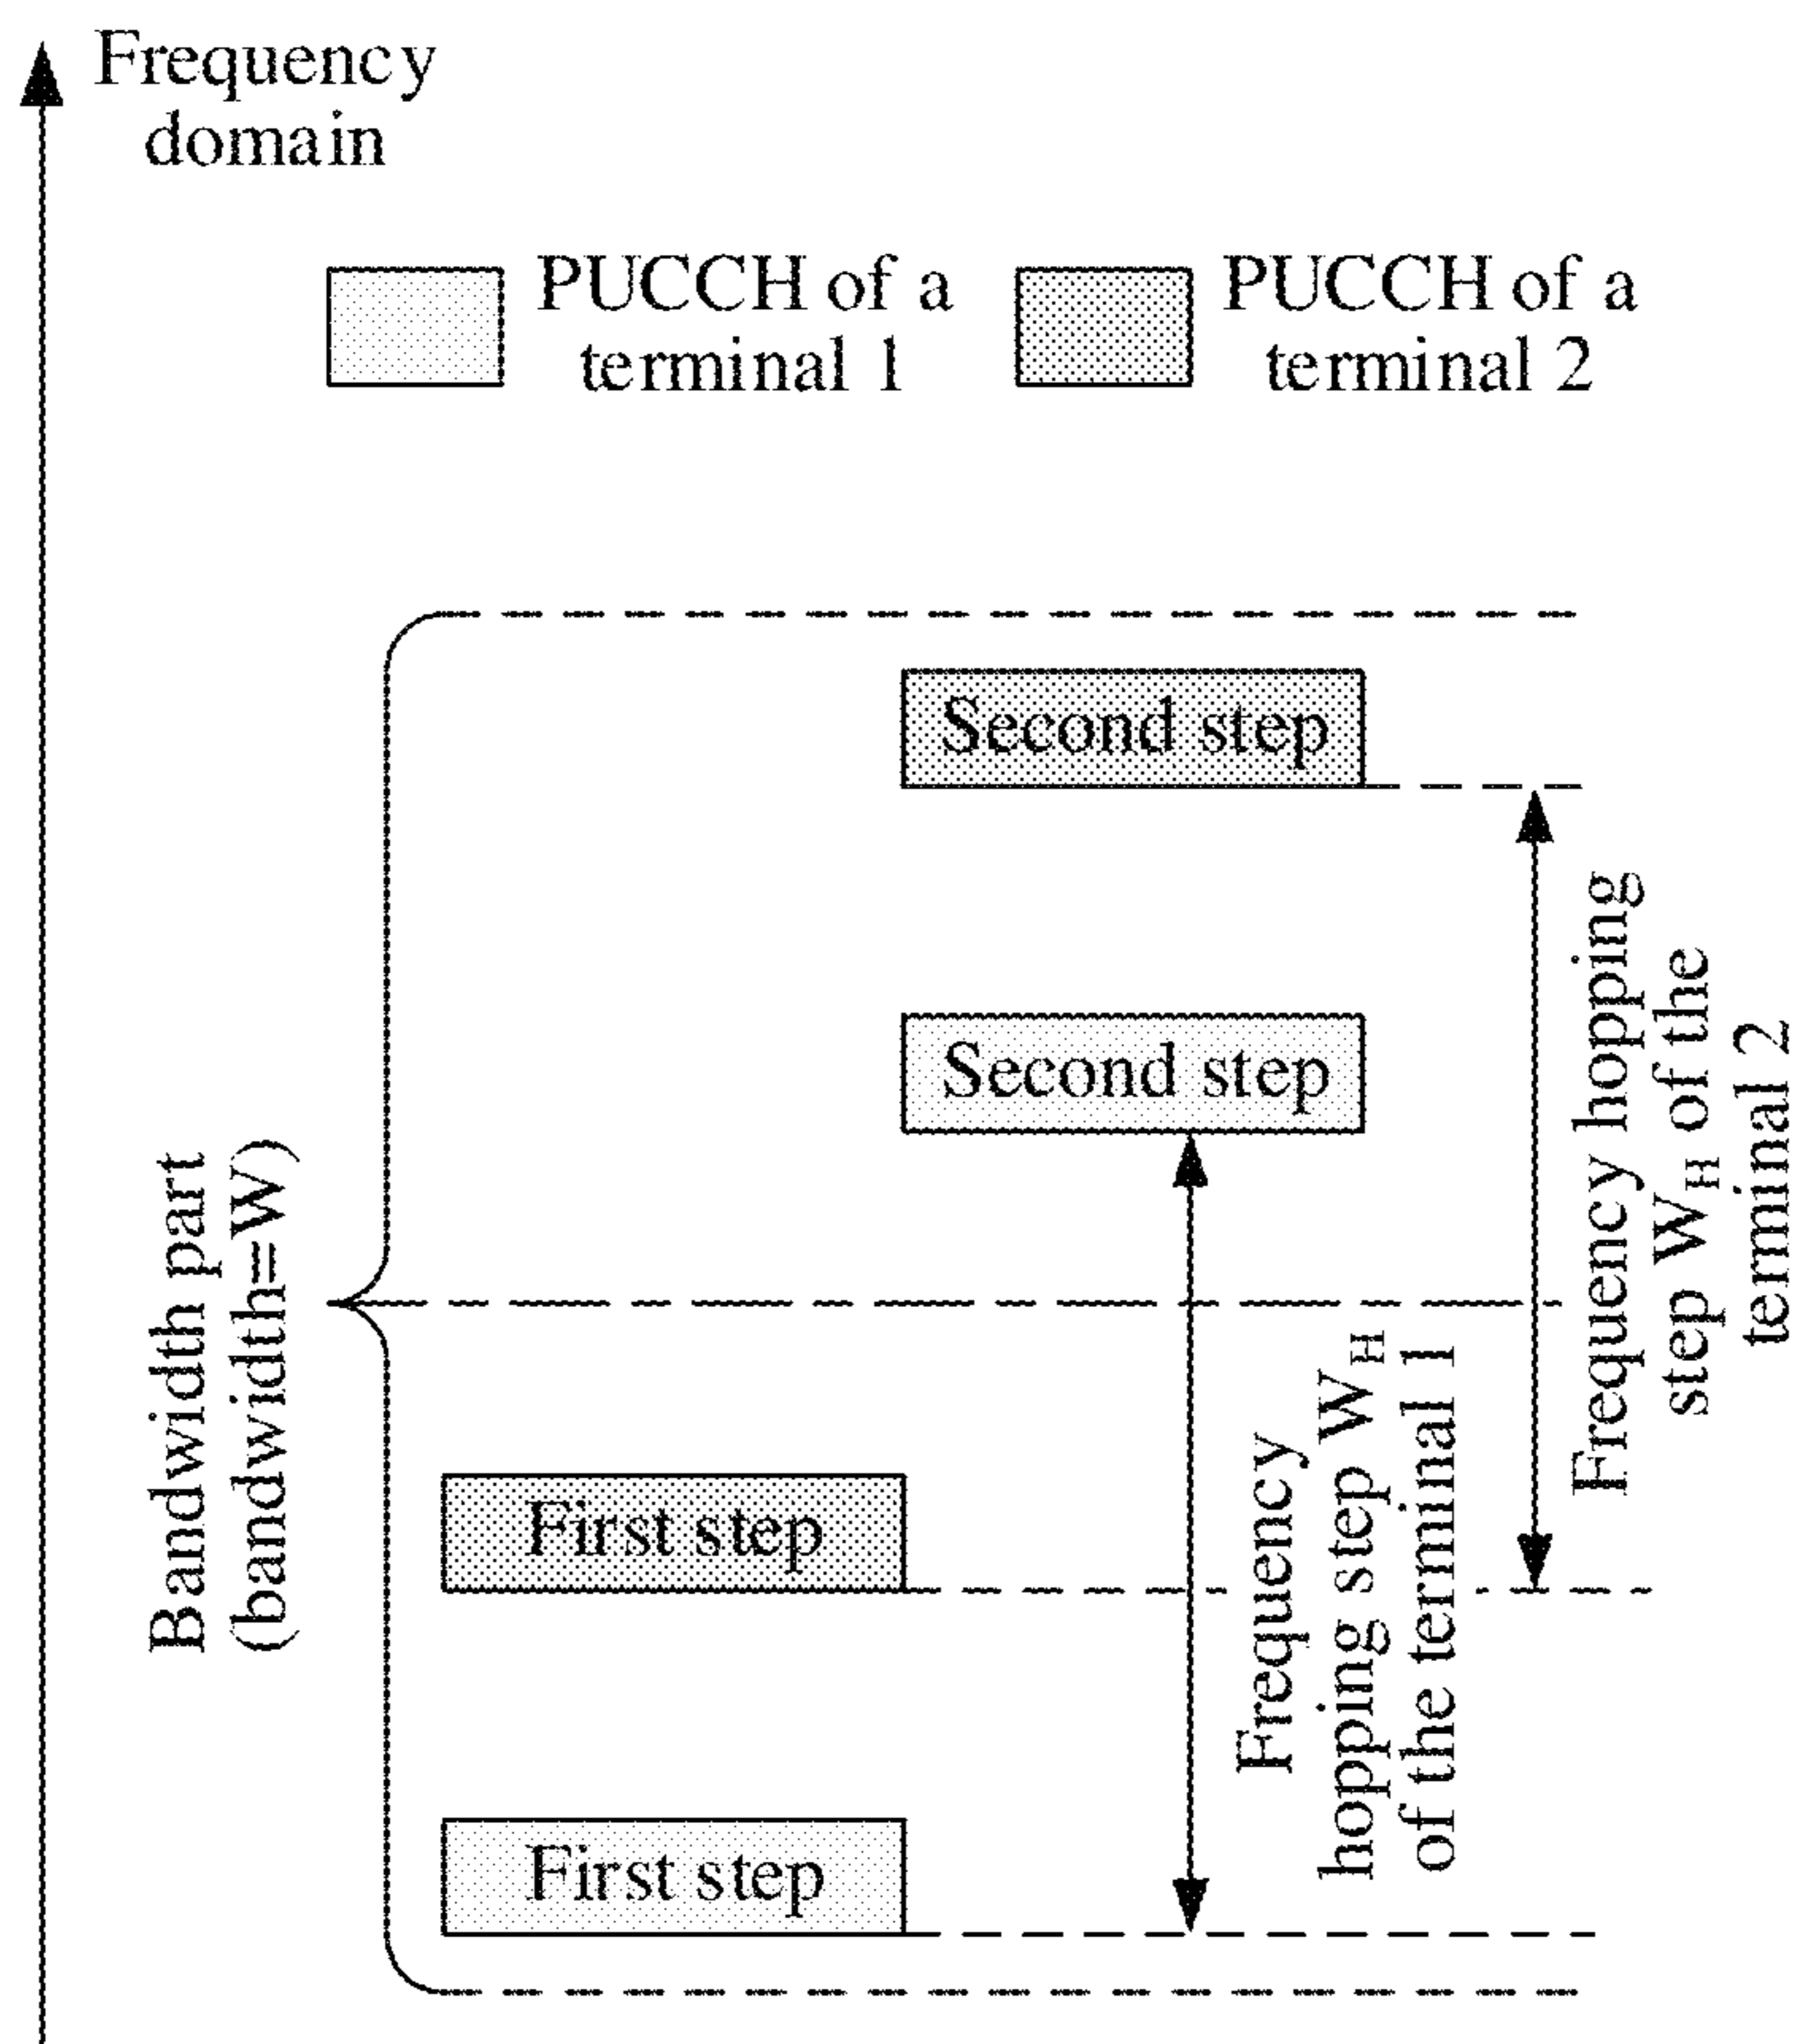 Frequency
domain
PUCCH of a
terminal 1
PUCCH of a
terminal 2
Second step
Second step
Frequency hopping
step W_H of the
terminal 2
Bandwidth part
(bandwidth=W)
Frequency
hopping step W_H
of the terminal 1
First step
First step